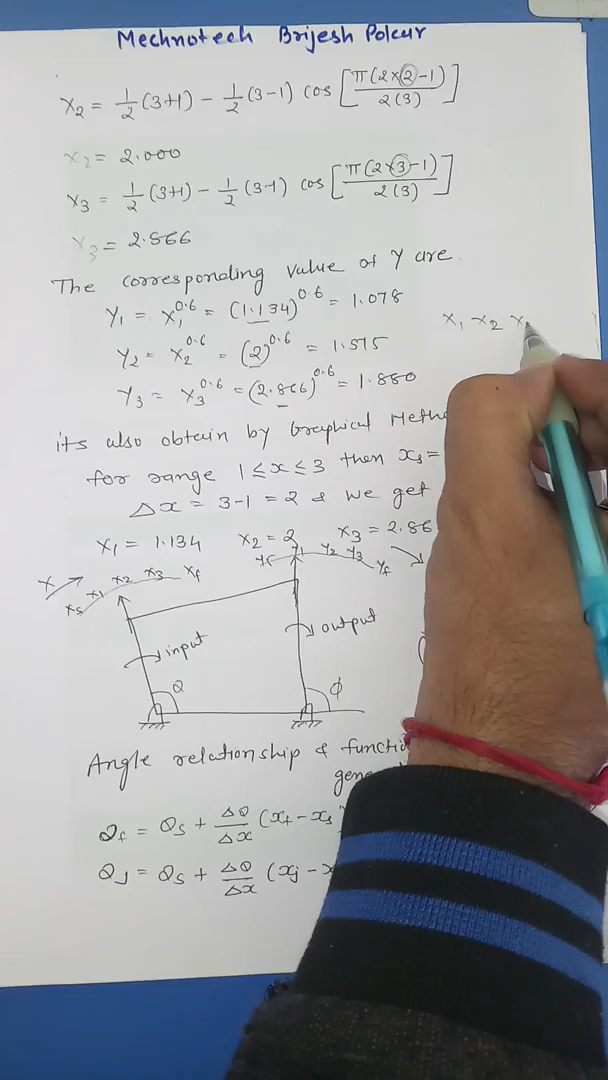 Mechnotech Brijesh Polkur
X₂ = 1/2 (3+1) - 1/2 (3-1) cos [π(2×2-1) / 2(3)]
X₂ = 2.000
X₃ = 1/2 (3+1) - 1/2 (3-1) cos [π(2×3-1) / 2(3)]
X₃ = 2.866
The corresponding value of Y are.
Y₁ = X₁^0.6 = (1.134)^0.6 = 1.078
X₁ X₂ X
Y₂ = X₂^0.6 = (2)^0.6 = 1.515
Y₃ = X₃^0.6 = (2.866)^0.6 = 1.880
its also obtain by Graphical Metho
for range 1 ≤ x ≤ 3 then xs =
Δx = 3-1 = 2 & we get
X₁ = 1.134 X₂ = 2 X₃ = 2.86
X xs x₁ x₂ x₃ xf
Ys Y₁ Y₂ Y₃ Yf
input
output
θ
φ
Angle relationship & functio
gene
θf = θs + Δθ/Δx (xf - xs
θj = θs + Δθ/Δx (xj -